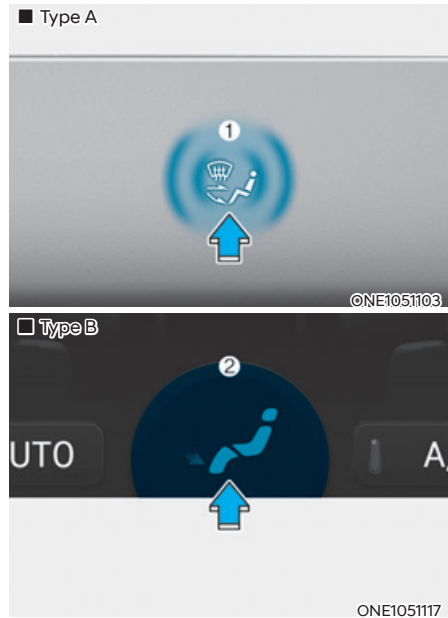 ■ Type A
①
ONE1051103
■ Type B
②
UTO
A/
ONE1051117